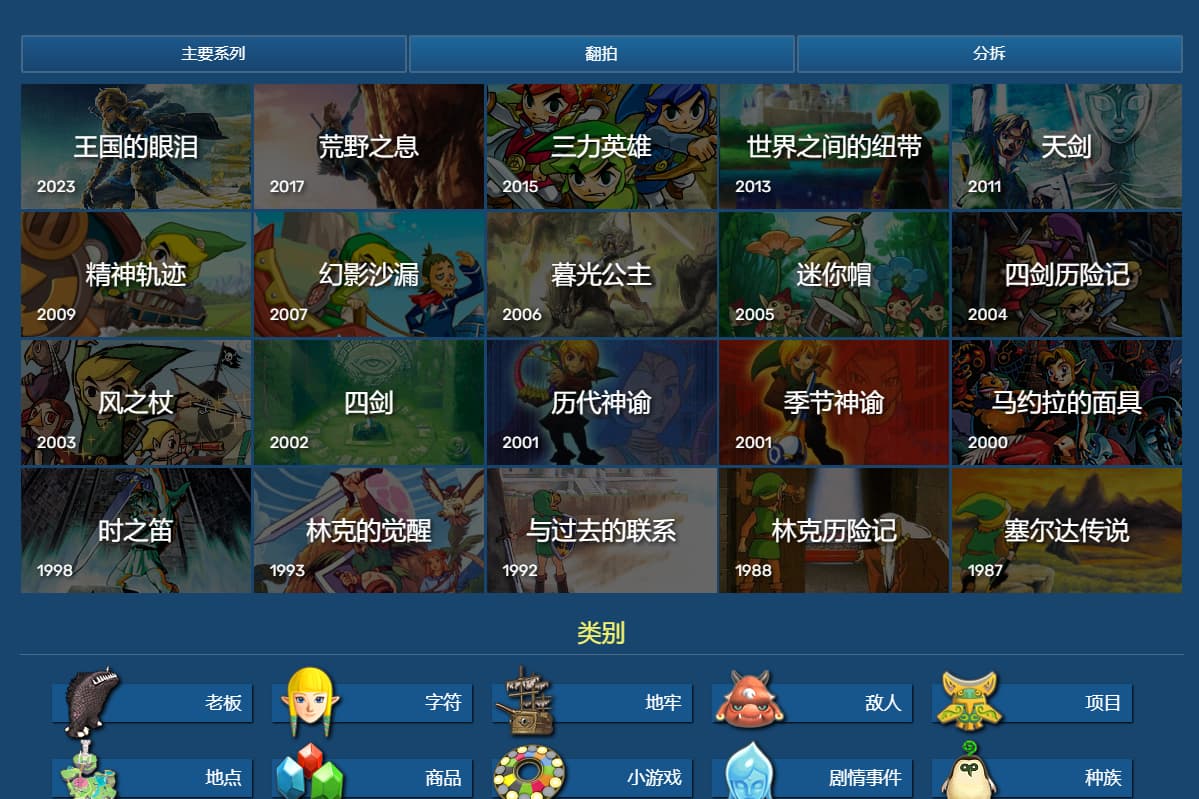 主要系列
翻拍
分拆
王国的眼泪
2023
荒野之息
2017
三力英雄
2015
世界之间的纽带
2013
天剑
2011
精神轨迹
2009
幻影沙漏
2007
暮光公主
2006
迷你帽
2005
四剑历险记
2004
风之杖
2003
四剑
2002
历代神谕
2001
季节神谕
2001
马约拉的面具
2000
时之笛
1998
林克的觉醒
1993
与过去的联系
1992
林克历险记
1988
塞尔达传说
1987
类别
老板
字符
地牢
敌人
项目
地点
商品
小游戏
剧情事件
种族